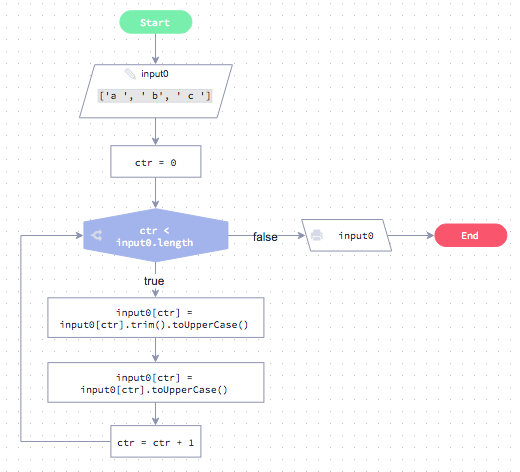 Start
input0
['a ', ' b', ' c ']
ctr = 0
ctr <
input0.length
false
input0
End
true
input0[ctr] =
input0[ctr].trim().toUpperCase()
input0[ctr] =
input0[ctr].toUpperCase()
ctr = ctr + 1